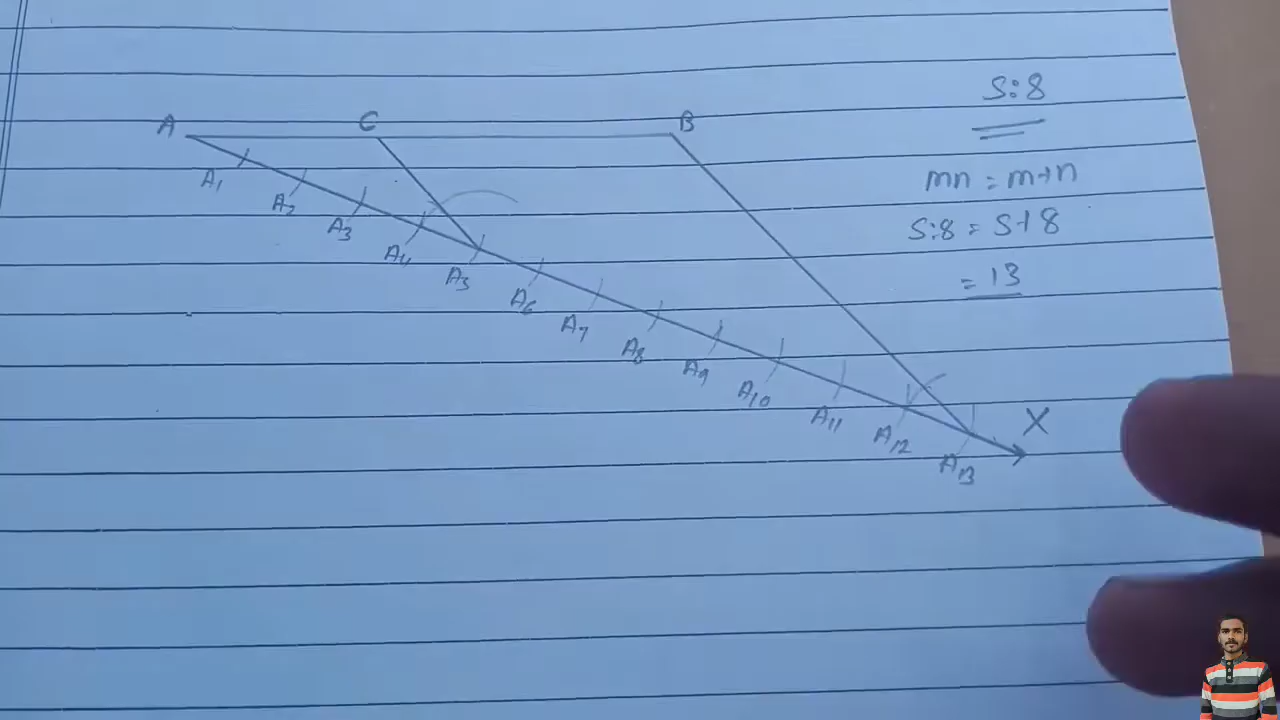 A C B
5:8
mn = m+n
5:8 = 5+8
= 13
A1
A2
A3
A4
A5
A6
A7
A8
A9
A10
A11
A12
A13
X